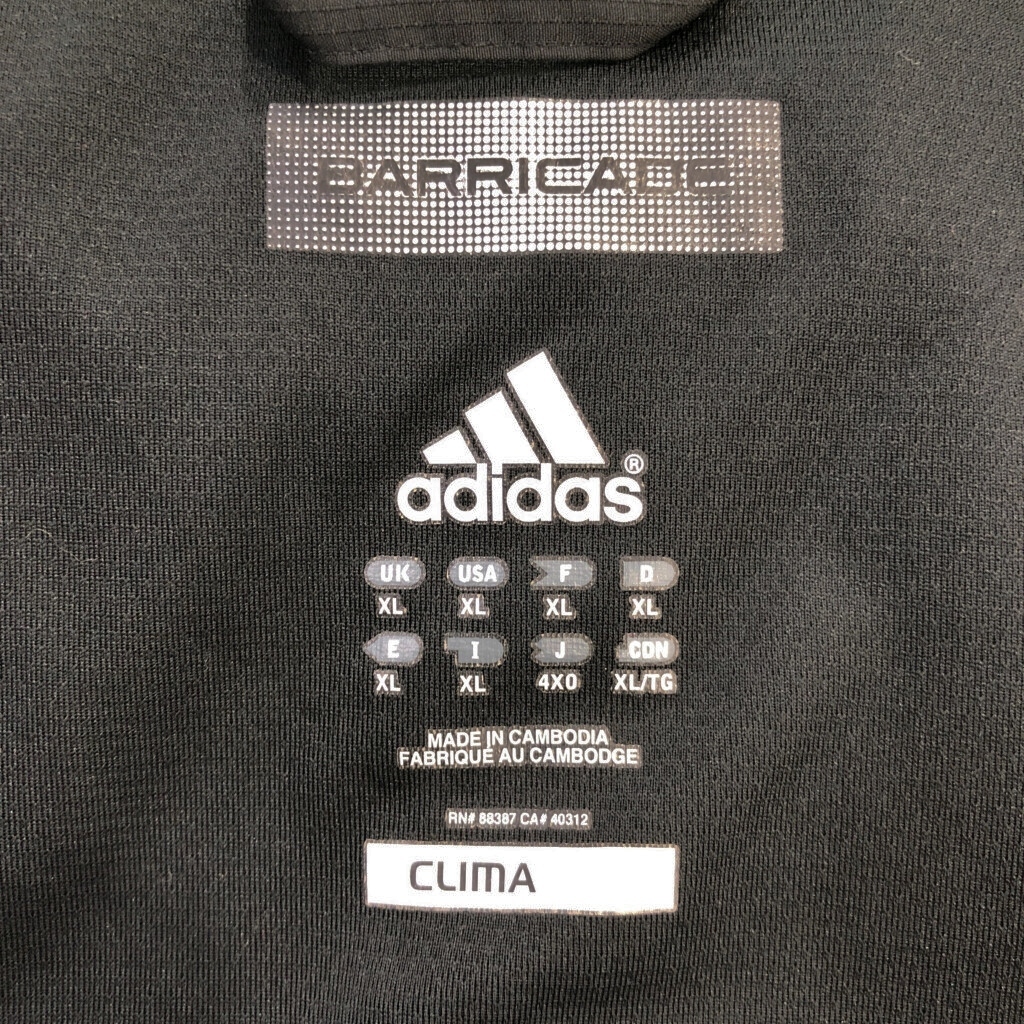 BARRICADE
adidas®
UK USA F D
XL XL XL XL
E I J CDN
XL XL 4XO XL/TG
MADE IN CAMBODIA
FABRIQUÉ AU CAMBODGE
RN# 88387 CA# 40312
CLIMA